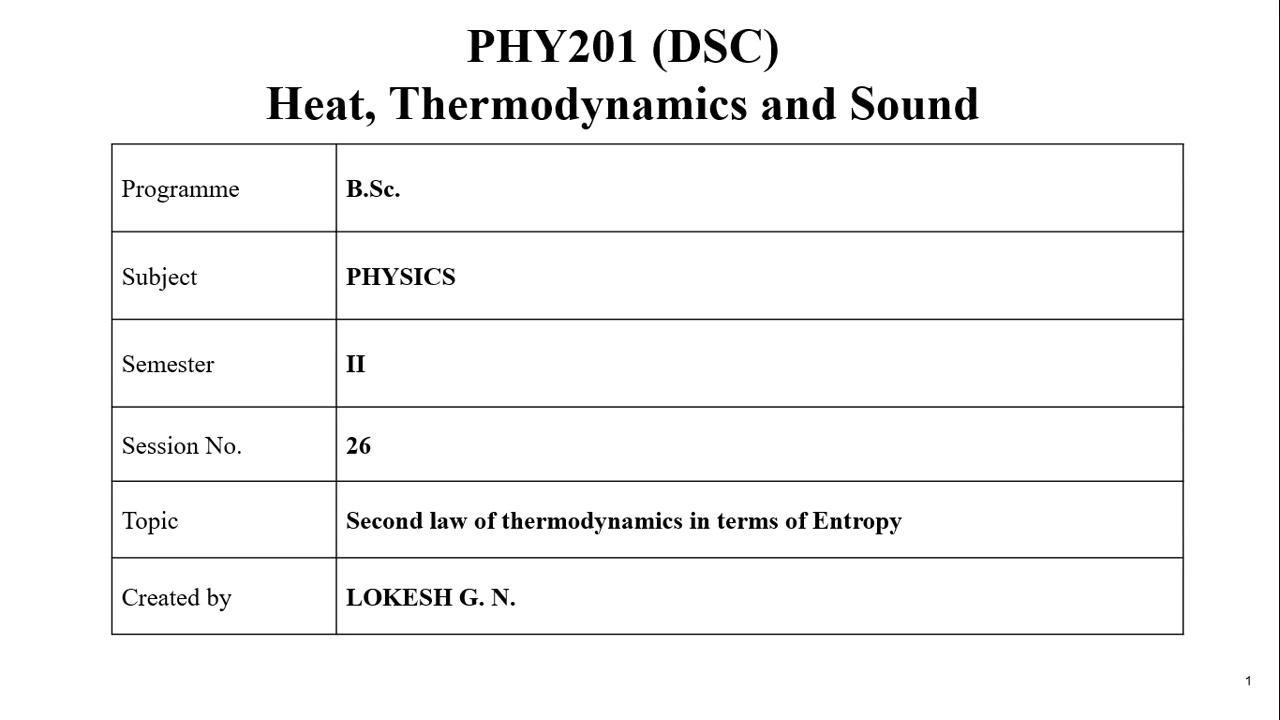 PHY201 (DSC)
Heat, Thermodynamics and Sound
Programme B.Sc.
Subject PHYSICS
Semester II
Session No. 26
Topic Second law of thermodynamics in terms of Entropy
Created by LOKESH G. N.
1